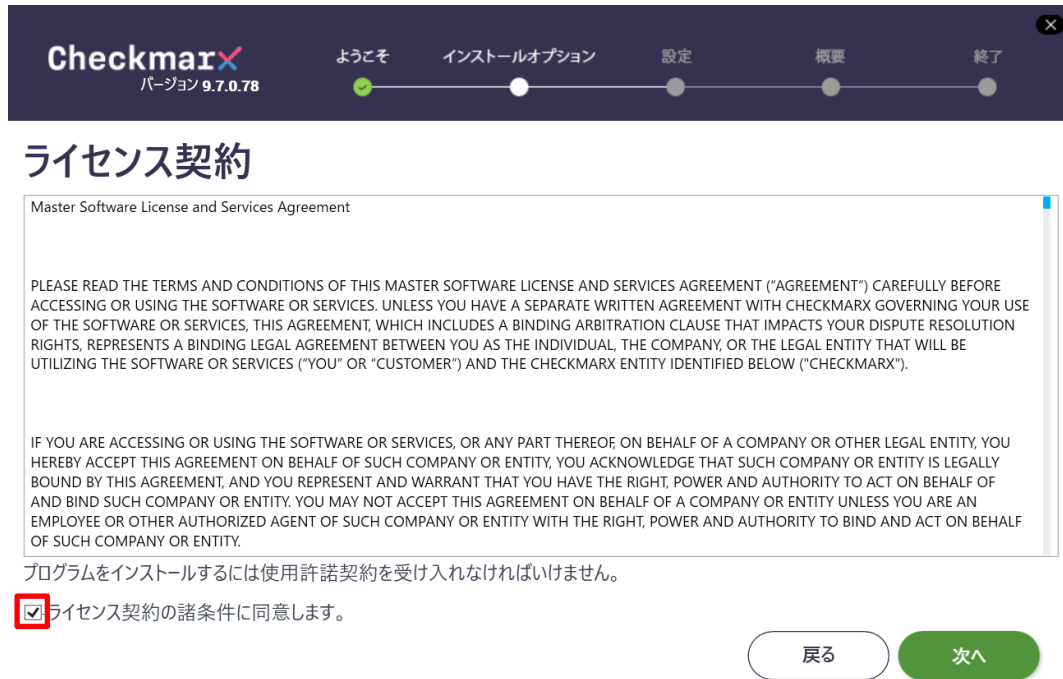 Checkmarx
バージョン 9.7.0.78
ようこそ
インストールオプション
設定
概要
終了
ライセンス契約
Master Software License and Services Agreement
PLEASE READ THE TERMS AND CONDITIONS OF THIS MASTER SOFTWARE LICENSE AND SERVICES AGREEMENT (“AGREEMENT”) CAREFULLY BEFORE
ACCESSING OR USING THE SOFTWARE OR SERVICES. UNLESS YOU HAVE A SEPARATE WRITTEN AGREEMENT WITH CHECKMARX GOVERNING YOUR USE
OF THE SOFTWARE OR SERVICES, THIS AGREEMENT, WHICH INCLUDES A BINDING ARBITRATION CLAUSE THAT IMPACTS YOUR DISPUTE RESOLUTION
RIGHTS, REPRESENTS A BINDING LEGAL AGREEMENT BETWEEN YOU AS THE INDIVIDUAL, THE COMPANY, OR THE LEGAL ENTITY THAT WILL BE
UTILIZING THE SOFTWARE OR SERVICES (“YOU” OR “CUSTOMER”) AND THE CHECKMARX ENTITY IDENTIFIED BELOW ("CHECKMARX").
IF YOU ARE ACCESSING OR USING THE SOFTWARE OR SERVICES, OR ANY PART THEREOF, ON BEHALF OF A COMPANY OR OTHER LEGAL ENTITY, YOU
HEREBY ACCEPT THIS AGREEMENT ON BEHALF OF SUCH COMPANY OR ENTITY, YOU ACKNOWLEDGE THAT SUCH COMPANY OR ENTITY IS LEGALLY
BOUND BY THIS AGREEMENT, AND YOU REPRESENT AND WARRANT THAT YOU HAVE THE RIGHT, POWER AND AUTHORITY TO ACT ON BEHALF OF
AND BIND SUCH COMPANY OR ENTITY. YOU MAY NOT ACCEPT THIS AGREEMENT ON BEHALF OF A COMPANY OR ENTITY UNLESS YOU ARE AN
EMPLOYEE OR OTHER AUTHORIZED AGENT OF SUCH COMPANY OR ENTITY WITH THE RIGHT, POWER AND AUTHORITY TO BIND AND ACT ON BEHALF
OF SUCH COMPANY OR ENTITY.
プログラムをインストールするには使用許諾契約を受け入れなければいけません。
ライセンス契約の諸条件に同意します。
戻る
次へ